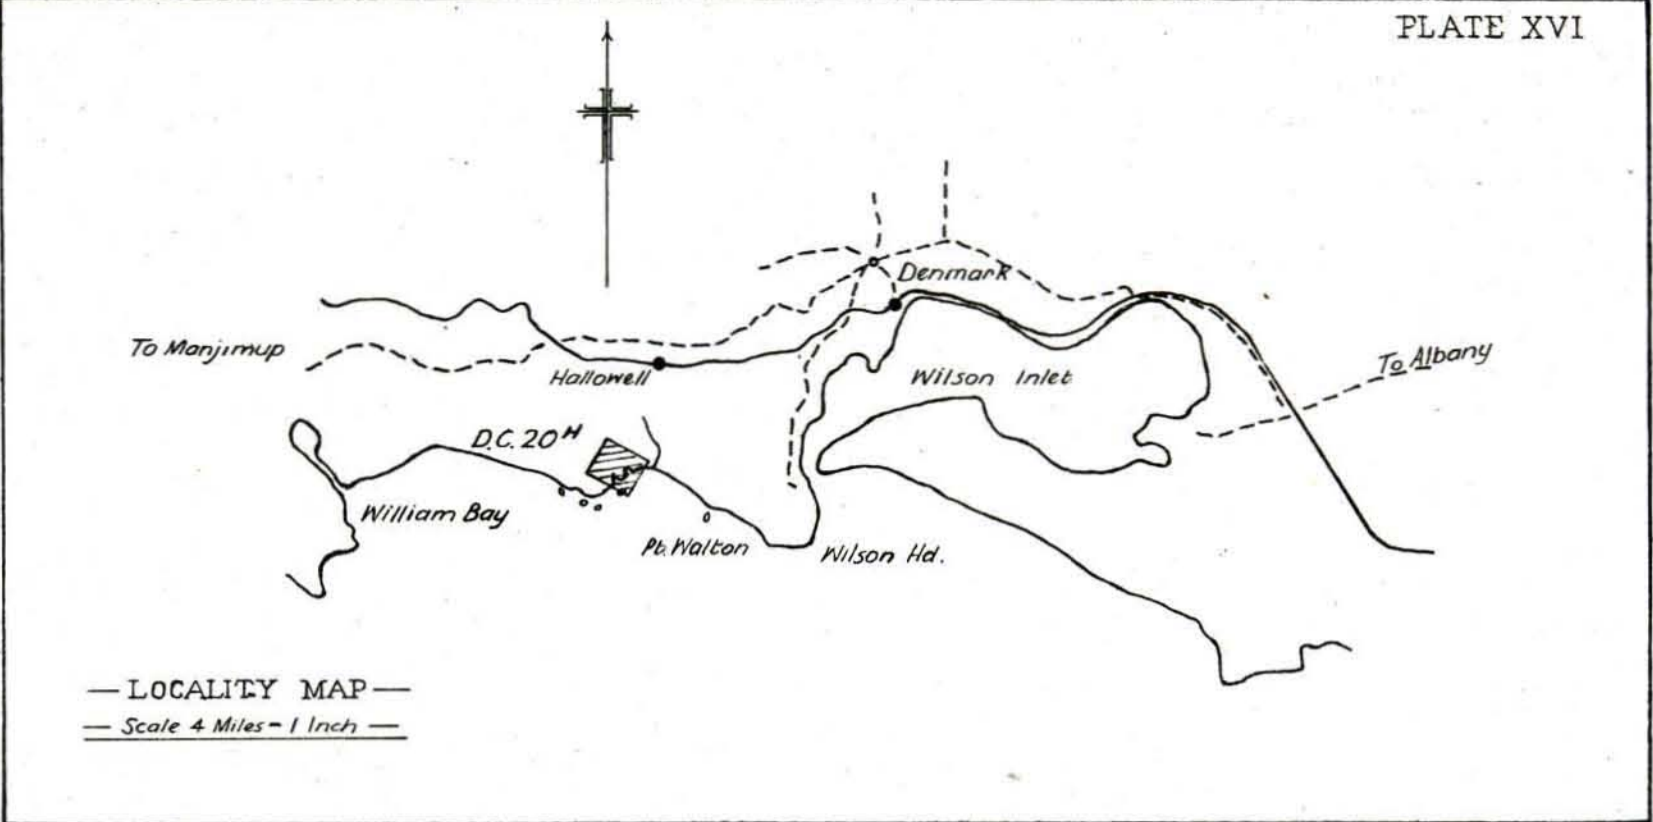 PLATE XVI
Denmark
To Manjimup
Hallowell
Wilson Inlet
To Albany
D.C. 20H
William Bay
Pt. Walton
Wilson Hd.
— LOCALITY MAP —
— Scale 4 Miles = 1 Inch —